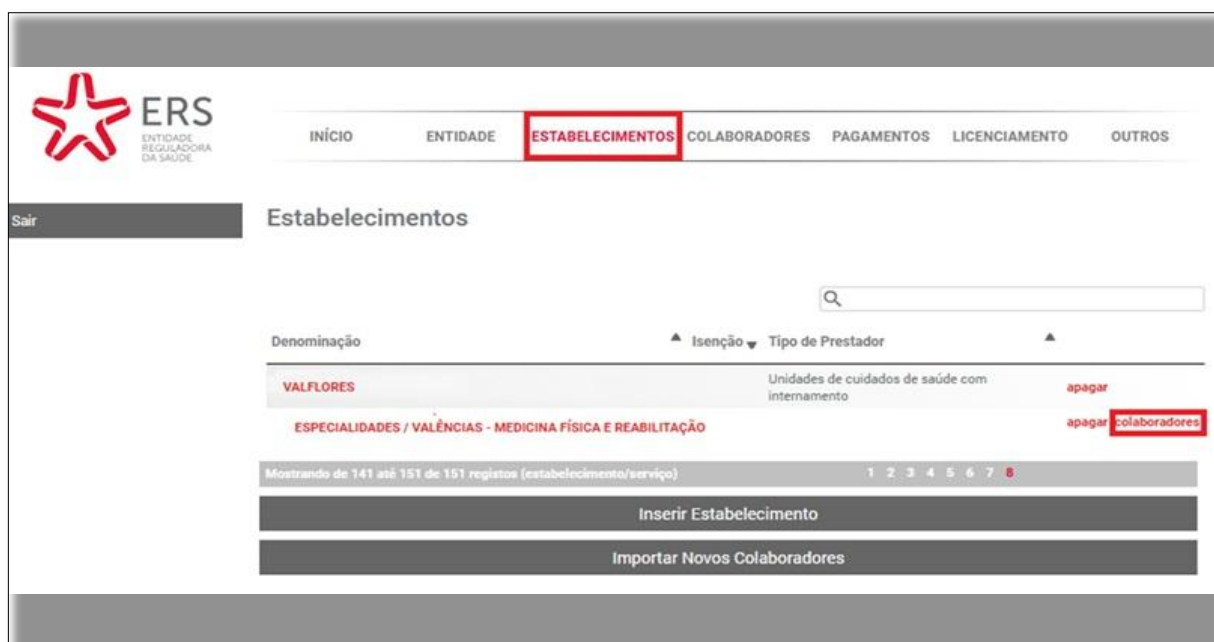 ERS
ENTIDADE
REGULADORA
DA SAÚDE
INÍCIO ENTIDADE ESTABELECIMENTOS COLABORADORES PAGAMENTOS LICENCIAMENTO OUTROS
Sair
Estabelecimentos
Denominação Isenção Tipo de Prestador
VALFLORES Unidades de cuidados de saúde com internamento apagar
ESPECIALIDADES / VALÊNCIAS - MEDICINA FÍSICA E REABILITAÇÃO apagar colaboradores
Mostrando de 141 até 151 de 151 registos (estabelecimento/serviço) 1 2 3 4 5 6 7 8
Inserir Estabelecimento
Importar Novos Colaboradores